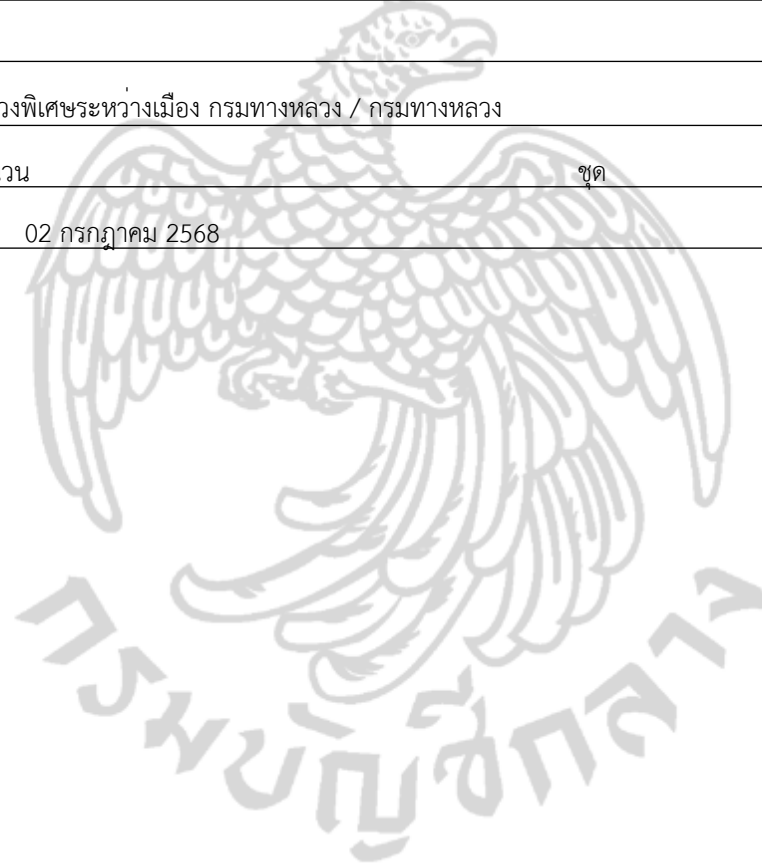 วงพิเศษระหว่างเมือง กรมทางหลวง / กรมทางหลวง
วน ชุด
02 กรกฎาคม 2568
กรมบัญชีกลาง